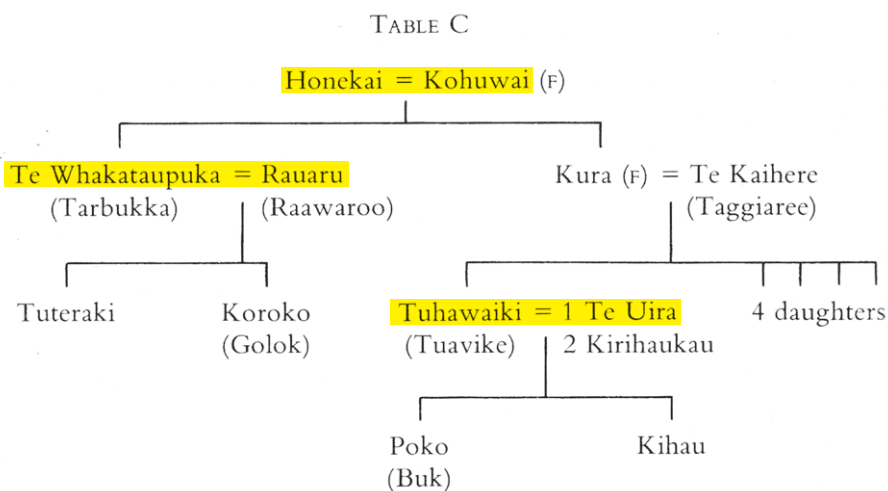 TABLE C
Honekai = Kohuwai (F)
Te Whakataupuka = Rauaru
(Tarbukka) (Raawaroo)
Kura (F) = Te Kaihere
(Taggiaree)
Tuteraki
Koroko
(Golok)
Tuhawaiki = 1 Te Uira
(Tuavike) 2 Kirihaukau
4 daughters
Poko
(Buk)
Kihau